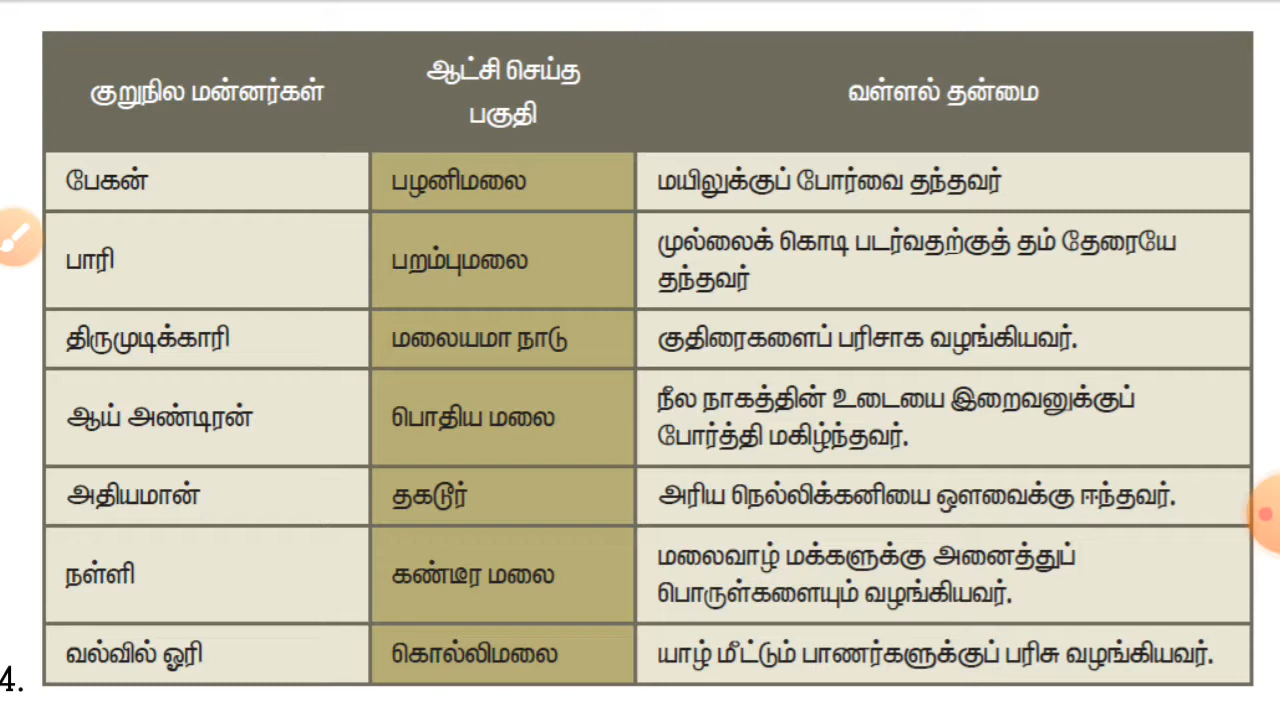 குறுநில மன்னர்கள்
ஆட்சி செய்த
பகுதி
வள்ளல் தன்மை
பேகன்
பழனிமலை
மயிலுக்குப் போர்வை தந்தவர்
பாரி
பறம்புமலை
முல்லைக் கொடி படர்வதற்குத் தம் தேரையே
தந்தவர்
திருமுடிக்காரி
மலையமா நாடு
குதிரைகளைப் பரிசாக வழங்கியவர்.
ஆய் அண்டிரன்
பொதிய மலை
நீல நாகத்தின் உடையை இறைவனுக்குப்
போர்த்தி மகிழ்ந்தவர்.
அதியமான்
தகடூர்
அரிய நெல்லிக்கனியை ஔவைக்கு ஈந்தவர்.
நள்ளி
கண்டீர மலை
மலைவாழ் மக்களுக்கு அனைத்துப்
பொருள்களையும் வழங்கியவர்.
வல்வில் ஓரி
கொல்லிமலை
யாழ் மீட்டும் பாணர்களுக்குப் பரிசு வழங்கியவர்.
4.